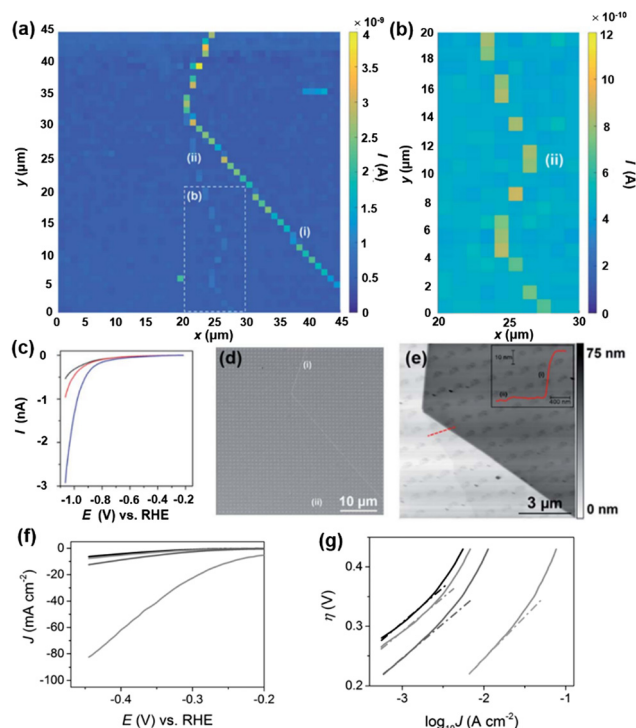 (a)
× 10⁻⁹
45
40
35
30
25
20
15
10
5
0
y (µm)
0
5
10
15
20
25
30
35
40
45
x (µm)
(ii)
(b)
(i)
4
3.5
3
2.5
2
1.5
1
0.5
0
I (A)
(b)
× 10⁻¹⁰
20
18
16
14
12
10
8
6
4
2
0
y (µm)
20
25
30
x (µm)
(ii)
12
10
8
6
4
2
0
I (A)
(c)
0
-1
-2
-3
I (nA)
-1.0
-0.8
-0.6
-0.4
-0.2
E (V) vs. RHE
(d)
(i)
(ii)
10 µm
(e)
(i)
(ii)
3 µm
75 nm
0 nm
(f)
0
-20
-40
-60
-80
-100
J (mA cm⁻²)
-0.4
-0.3
-0.2
E (V) vs. RHE
(g)
0.4
0.3
0.2
η (V)
-3
-2
-1
log₁₀J (A cm⁻²)